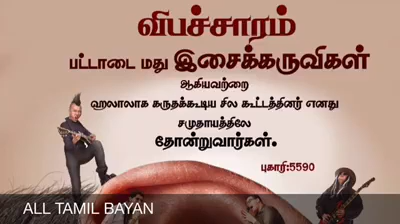 விபச்சாரம்
பட்டாடை மது இசைக்கருவிகள்
ஆகியவற்றை
ஹலாலாக கருதக்கூடிய சில கூட்டத்தினர் எனது
சமுதாயத்திலே
தோன்றுவார்கள்.
புகாரி:5590
ALL TAMIL BAYAN